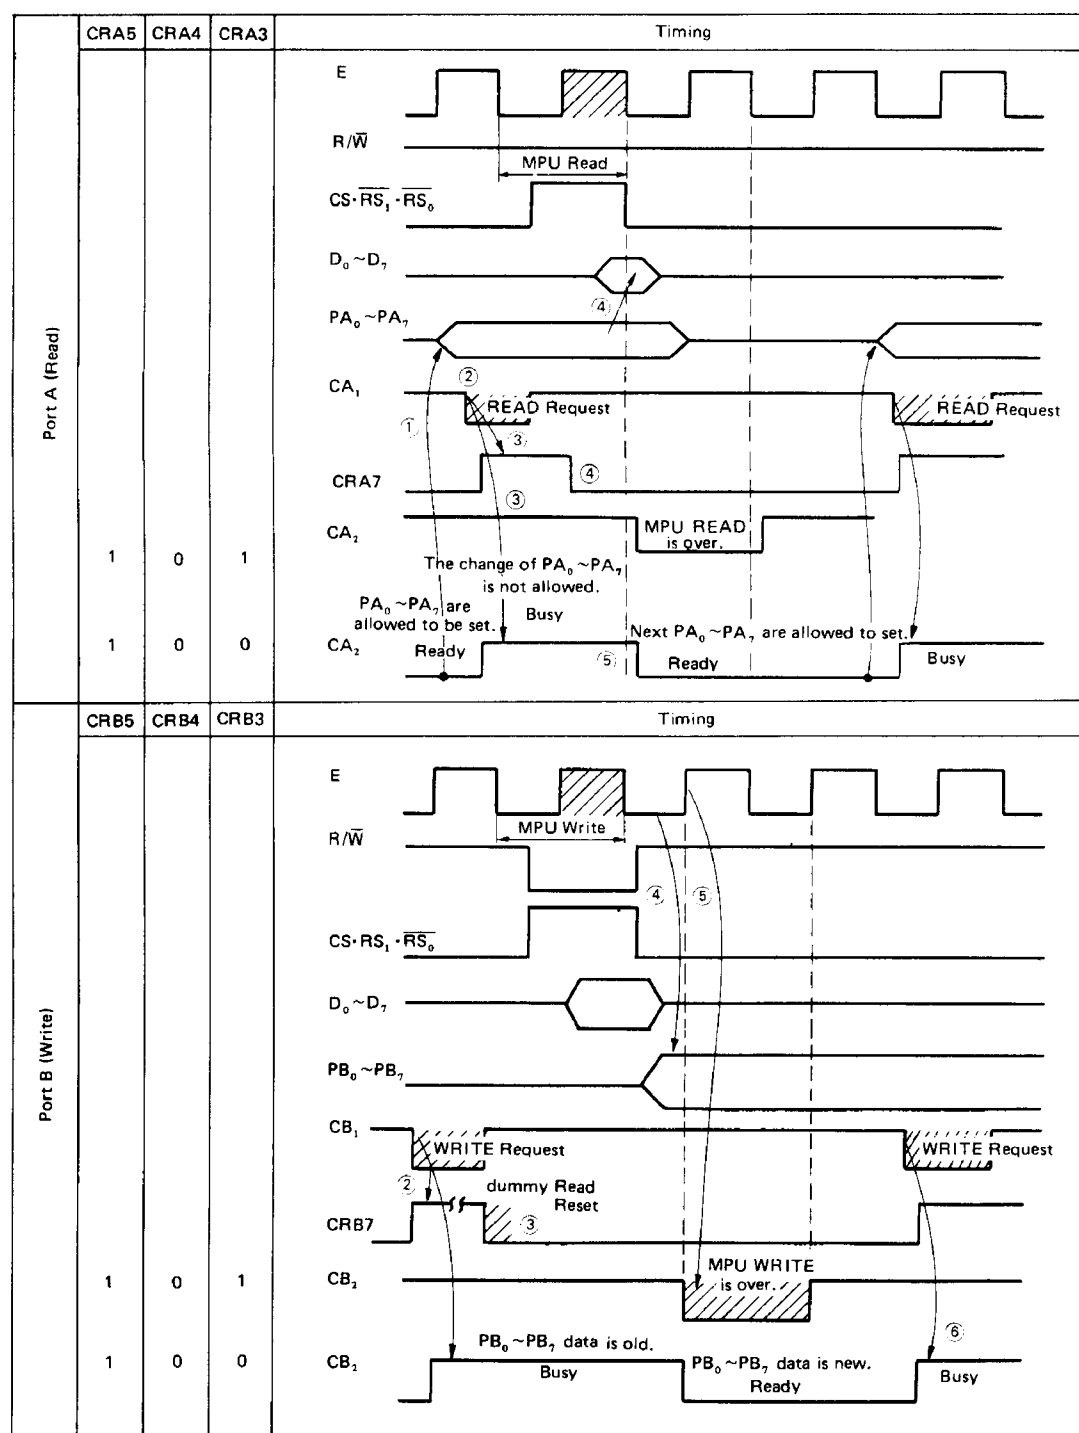 CRA5 CRA4 CRA3 Timing
Port A (Read)
E
R/W̅
MPU Read
CS·R̅S̅₁·R̅S̅₀
D₀~D₇
④
PA₀~PA₇
②
CA₁
READ Request
READ Request
①
③
④
CRA7
③
CA₂
MPU READ
is over.
1 0 1
The change of PA₀~PA₇
is not allowed.
PA₀~PA₇ are
allowed to be set.
Busy
Next PA₀~PA₇ are allowed to set.
1 0 0 CA₂ Ready ⑤ Ready Busy
CRB5 CRB4 CRB3 Timing
Port B (Write)
E
MPU Write
R/W̅
④ ⑤
CS·RS₁·R̅S̅₀
D₀~D₇
PB₀~PB₇
CB₁
WRITE Request
WRITE Request
②
dummy Read
Reset
CRB7
③
MPU WRITE
is over.
1 0 1 CB₂
⑥
PB₀~PB₇ data is old.
PB₀~PB₇ data is new.
1 0 0 CB₂ Busy Ready Busy